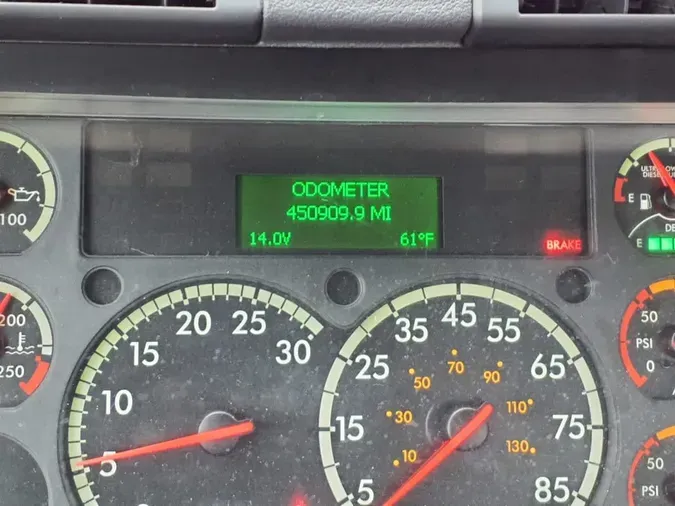 ODOMETER
450909.9 MI
14.0V 61°F
BRAKE
100
200
250
5 10 15 20 25 30
5 15 25 35 45 55 65 75 85
10 30 50 70 90 110 130
DIESEL
E
E
50
PSI
0
50
PSI